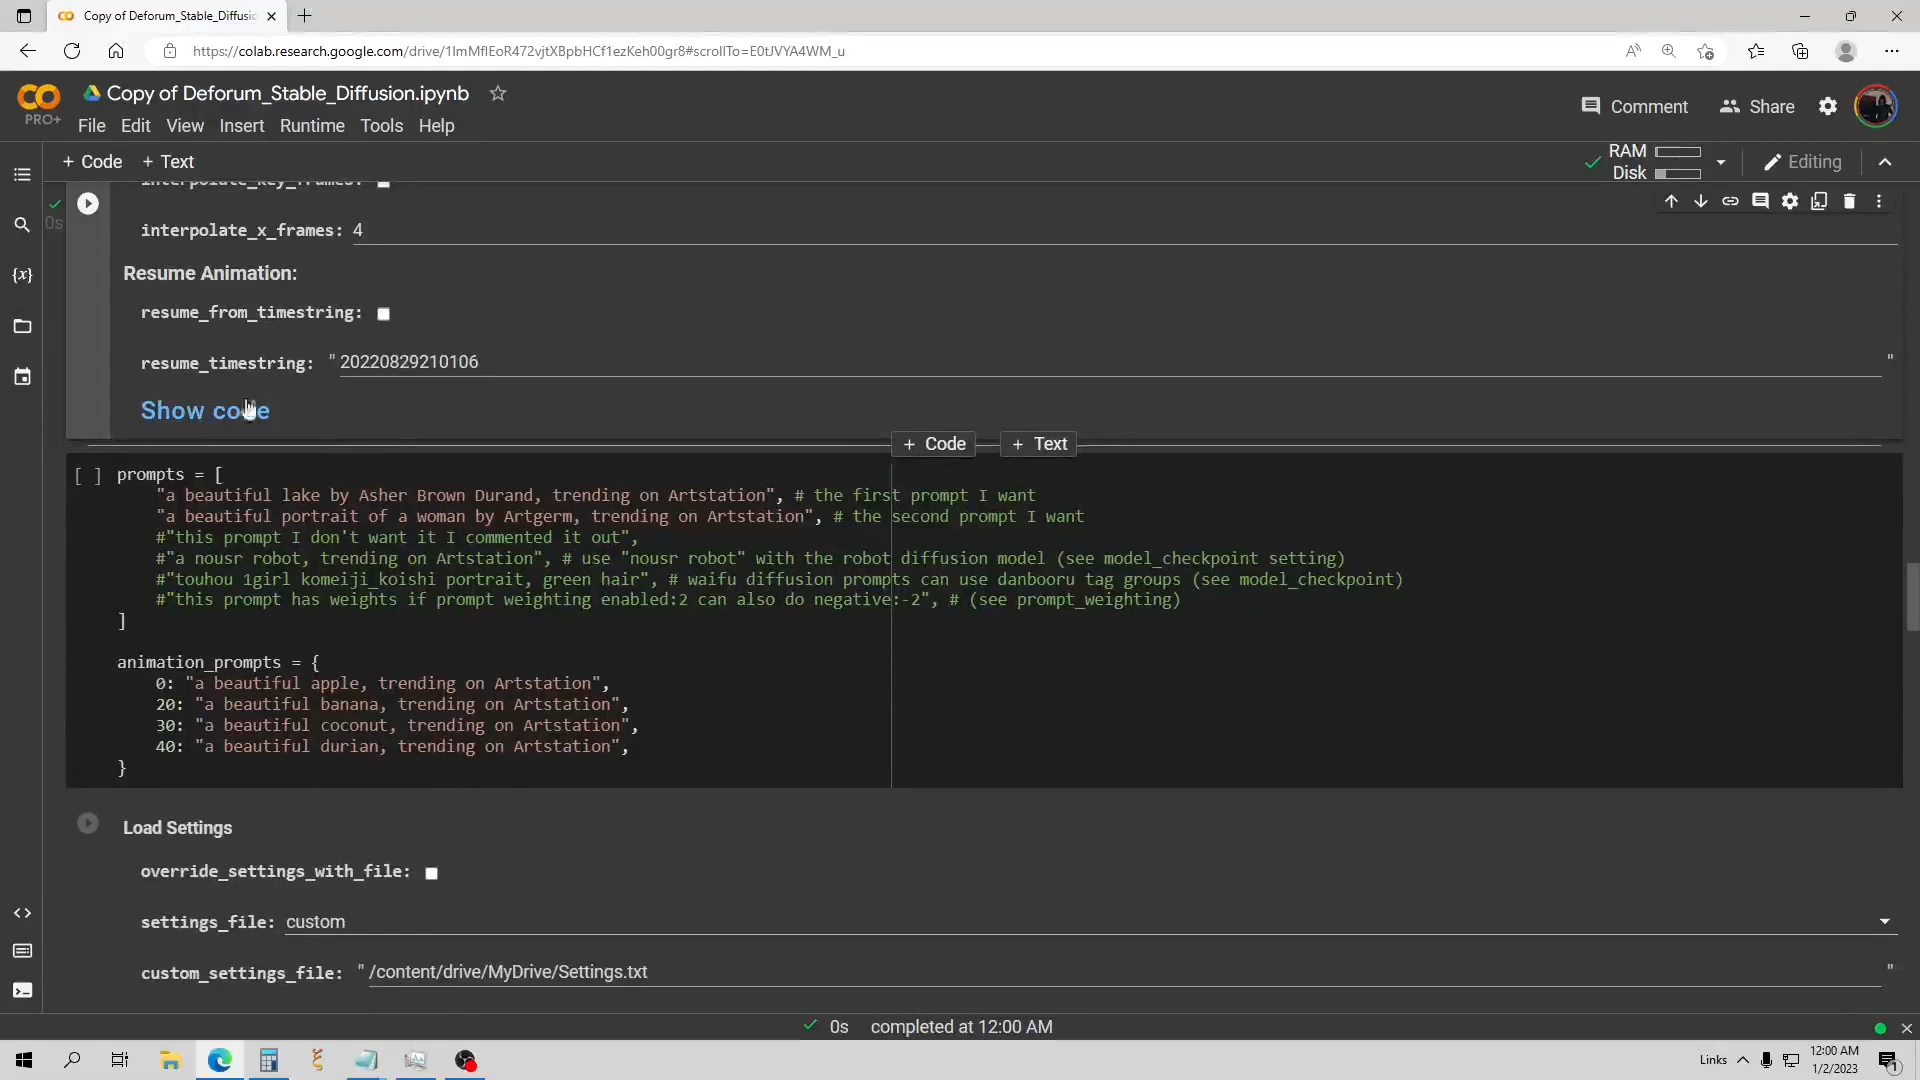 Copy of Deforum_Stable_Diffusio
https://colab.research.google.com/drive/1ImMflEoR472vjtXBpbHCf1ezKeh00gr8#scrollTo=E0tJVYA4WM_u
Copy of Deforum_Stable_Diffusion.ipynb
PRO+
File Edit View Insert Runtime Tools Help
Comment Share
+ Code + Text
RAM
Disk
Editing
interpolate_key_frames:
0s
interpolate_x_frames: 4
Resume Animation:
resume_from_timestring:
resume_timestring: " 20220829210106 "
Show code
+ Code + Text
[ ] prompts = [
"a beautiful lake by Asher Brown Durand, trending on Artstation", # the first prompt I want
"a beautiful portrait of a woman by Artgerm, trending on Artstation", # the second prompt I want
#"this prompt I don't want it I commented it out",
#"a nousr robot, trending on Artstation", # use "nousr robot" with the robot diffusion model (see model_checkpoint setting)
#"touhou 1girl komeiji_koishi portrait, green hair", # waifu diffusion prompts can use danbooru tag groups (see model_checkpoint)
#"this prompt has weights if prompt weighting enabled:2 can also do negative:-2", # (see prompt_weighting)
]
animation_prompts = {
0: "a beautiful apple, trending on Artstation",
20: "a beautiful banana, trending on Artstation",
30: "a beautiful coconut, trending on Artstation",
40: "a beautiful durian, trending on Artstation",
}
Load Settings
override_settings_with_file:
settings_file: custom
custom_settings_file: " /content/drive/MyDrive/Settings.txt "
0s completed at 12:00 AM
Links
12:00 AM
1/2/2023
1